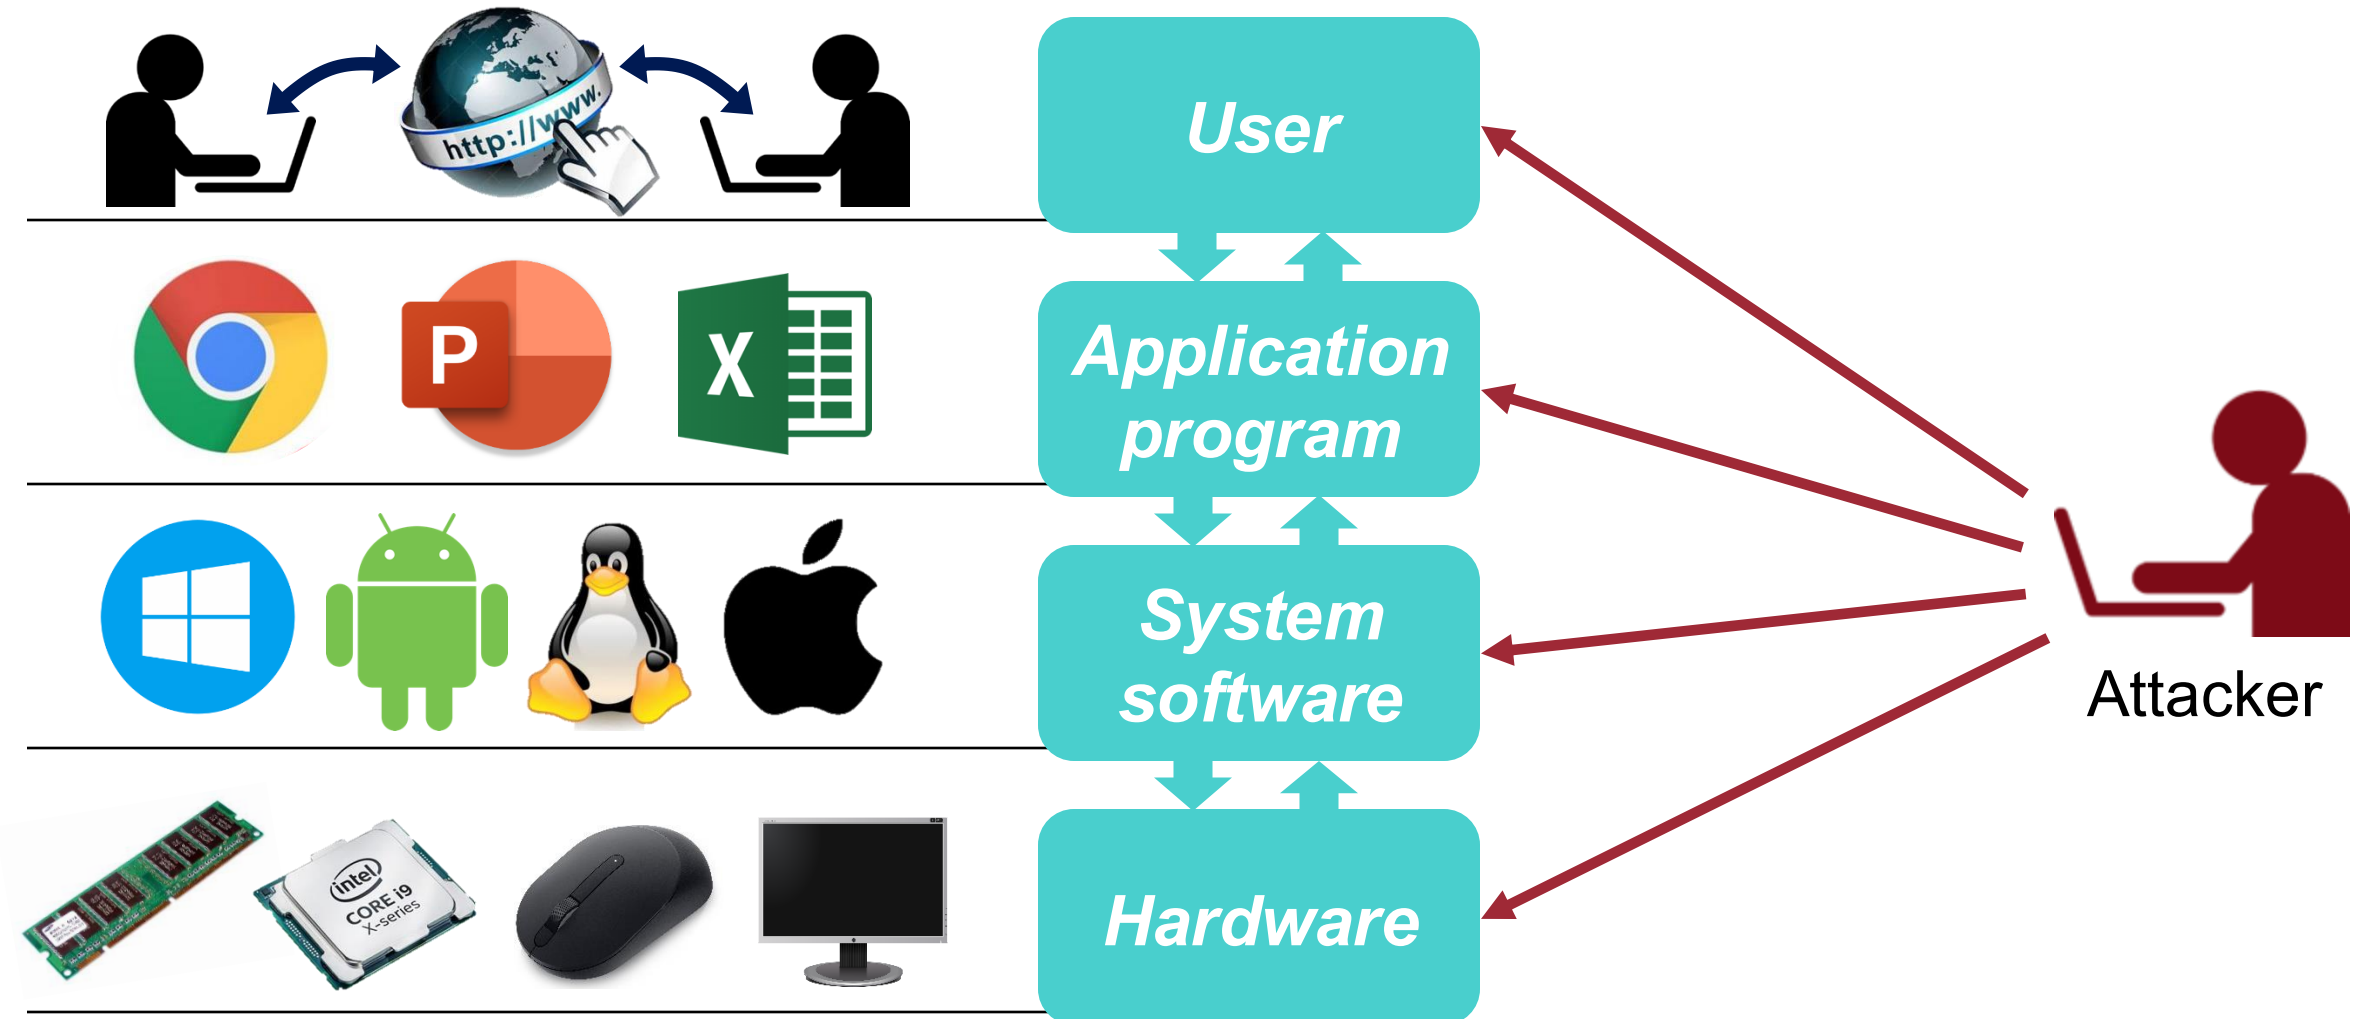 http://www.
User
P
X
Application
program
System
software
intel
CORE i9
X-series
Hardware
Attacker